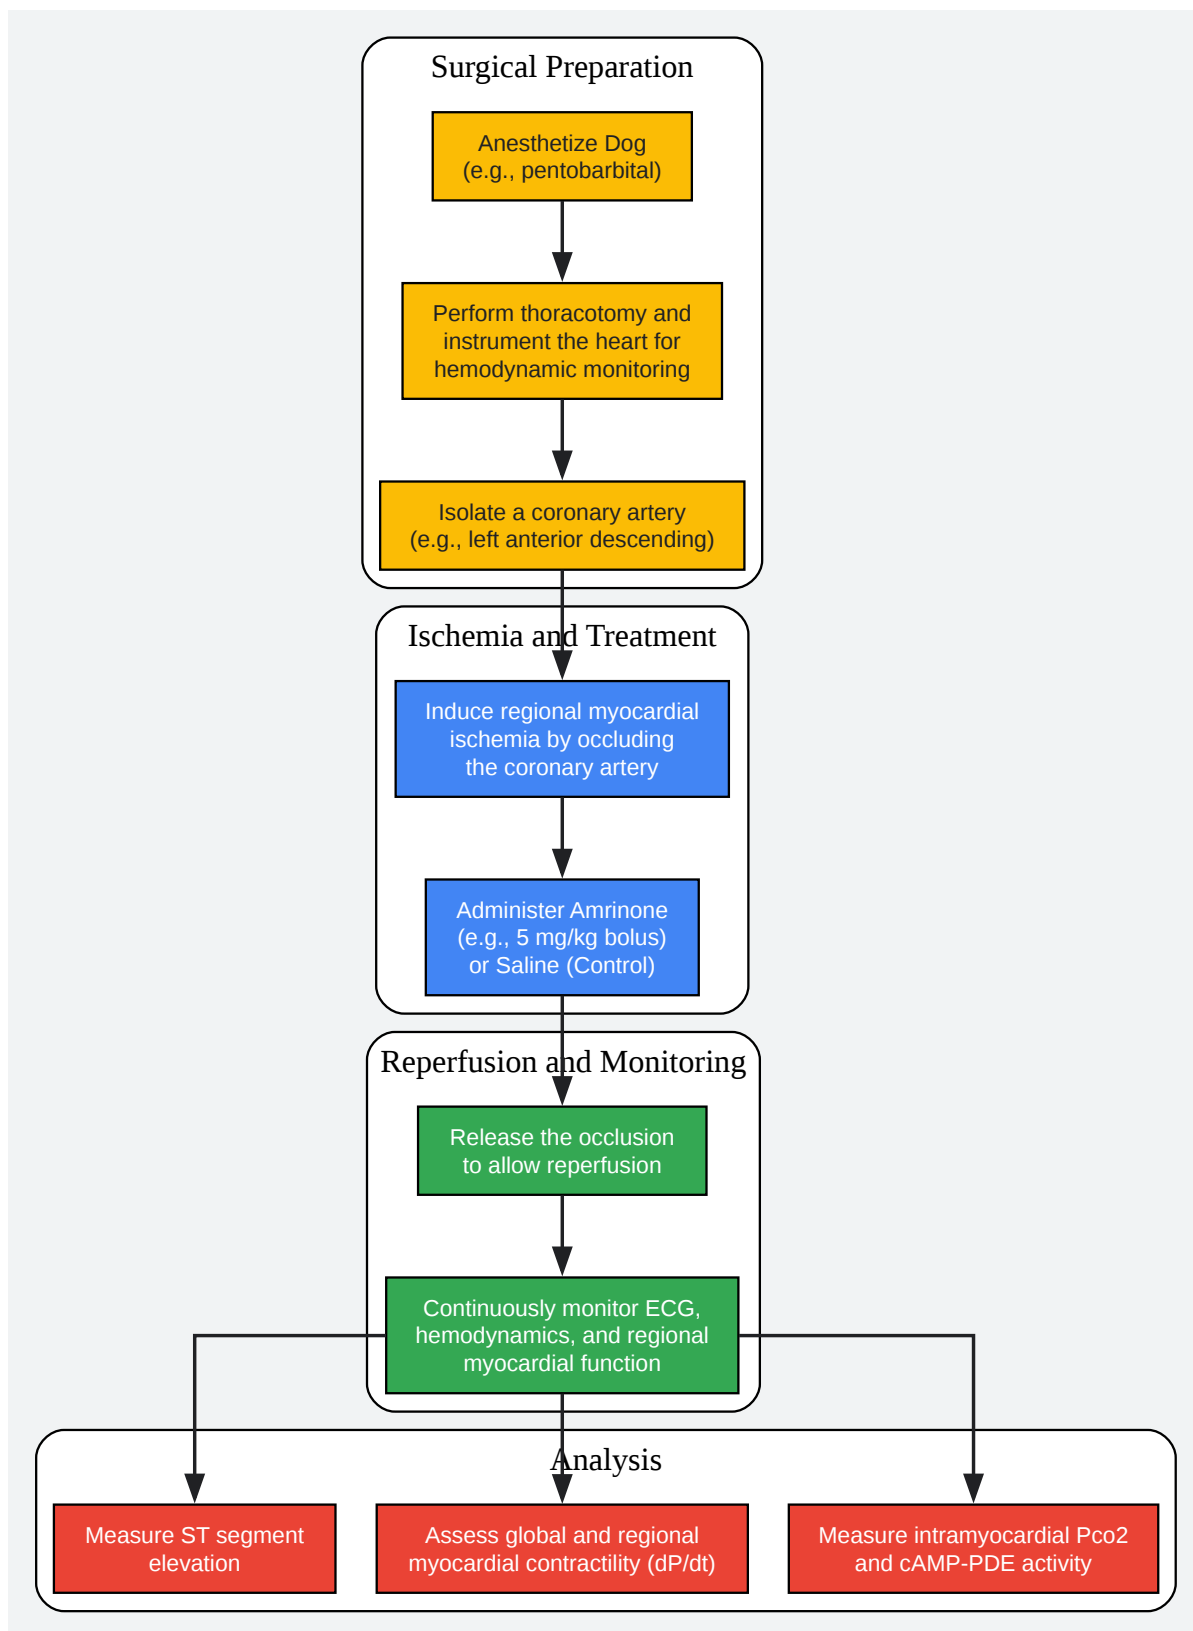 Surgical Preparation
Anesthetize Dog
(e.g., pentobarbital)
Perform thoracotomy and
instrument the heart for
hemodynamic monitoring
Isolate a coronary artery
(e.g., left anterior descending)
Ischemia and Treatment
Induce regional myocardial
ischemia by occluding
the coronary artery
Administer Amrinone
(e.g., 5 mg/kg bolus)
or Saline (Control)
Reperfusion and Monitoring
Release the occlusion
to allow reperfusion
Continuously monitor ECG,
hemodynamics, and regional
myocardial function
Analysis
Measure ST segment
elevation
Assess global and regional
myocardial contractility (dP/dt)
Measure intramyocardial Pco2
and cAMP-PDE activity